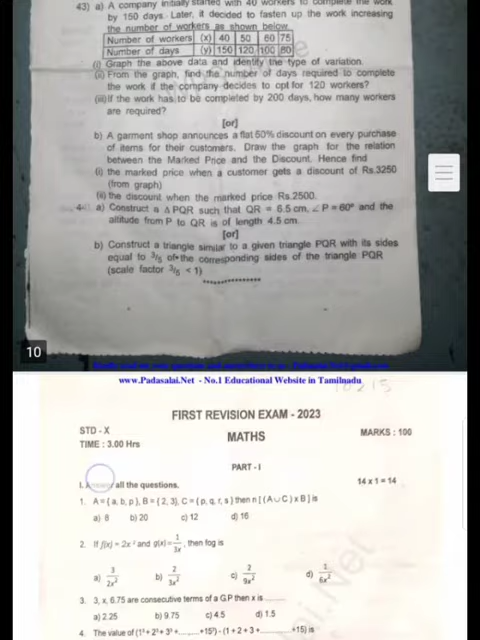 43) a) A company initially started with 40 workers to complete the work
by 150 days. Later, it decided to fasten up the work increasing
the number of workers as shown below.
Number of workers (x) 40 50 60 75
Number of days (y) 150 120 100 80
(i) Graph the above data and identify the type of variation.
(ii) From the graph, find the number of days required to complete
the work if the company decides to opt for 120 workers?
(iii) If the work has to be completed by 200 days, how many workers
are required?
[or]
b) A garment shop announces a flat 50% discount on every purchase
of items for their customers. Draw the graph for the relation
between the Marked Price and the Discount. Hence find
(i) the marked price when a customer gets a discount of Rs.3250
(from graph)
(ii) the discount when the marked price Rs.2500.
a) Construct a Δ PQR such that QR = 6.5 cm, ∠P = 60° and the
altitude from P to QR is of length 4.5 cm.
[or]
b) Construct a triangle similar to a given triangle PQR with its sides
equal to 3/5 of the corresponding sides of the triangle PQR
(scale factor 3/5 < 1)
10
www.Padasalai.Net - No.1 Educational Website in Tamilnadu
FIRST REVISION EXAM - 2023
STD - X
MATHS
MARKS : 100
TIME : 3.00 Hrs
PART - I
I. Answer all the questions.
14 x 1 = 14
1. A = { a, b, p }, B = { 2, 3}, C = { p, q, r, s } then n [ (A ∪ C ) x B ] is
a) 8 b) 20 c) 12 d) 16
2. If f(x) = 2x² and g(x) = 1/3x, then fog is
a) 3/2x² b) 2/3x² c) 2/9x² d) 1/6x²
3. 3, x, 6.75 are consecutive terms of a G.P then x is ........
a) 2.25 b) 9.75 c) 4.5 d) 1.5
4. The value of (1³ + 2³ + 3³ + ........ +15³) - (1 + 2 + 3 + ........ +15) is